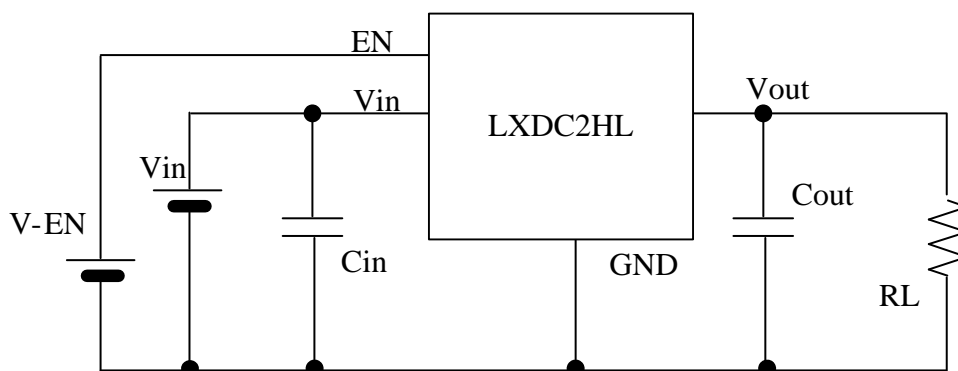 EN
Vin
LXDC2HL
Vout
Vin
Cout
V-EN
Cin
GND
RL